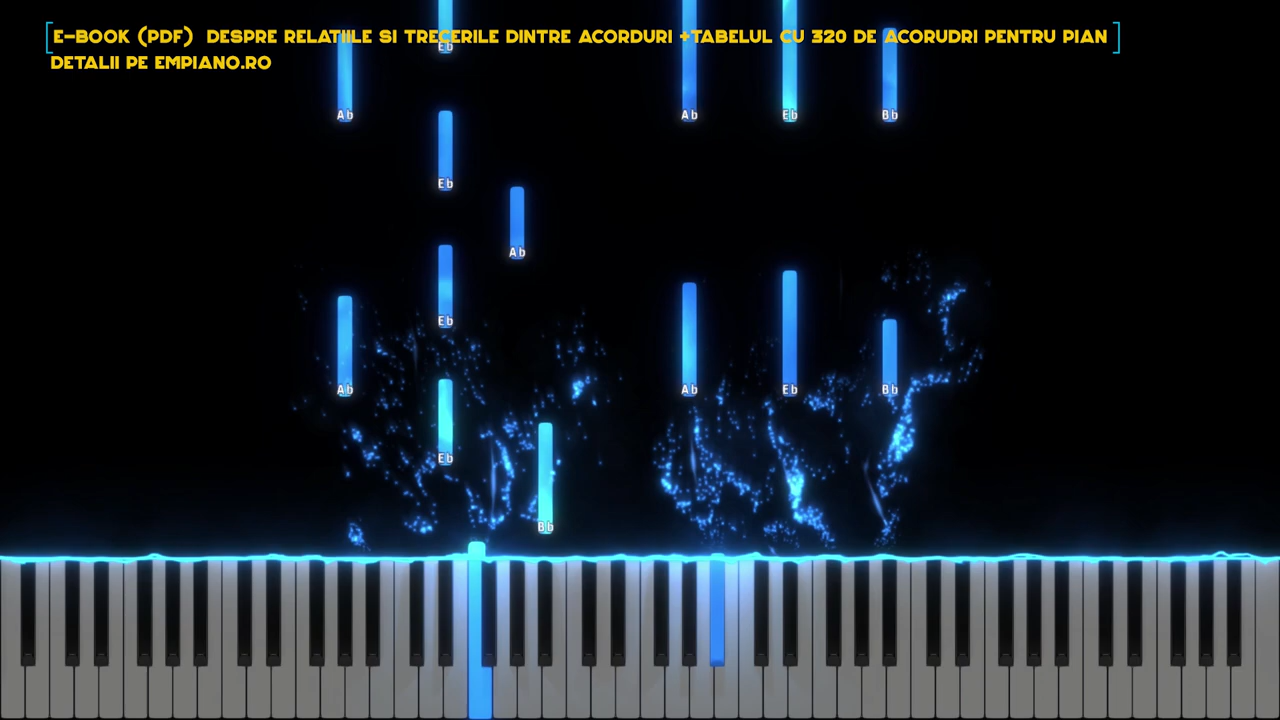 E-BOOK (PDF) DESPRE RELATIILE SI TRECERILE DINTRE ACORDURI +TABELUL CU 320 DE ACORUDRI PENTRU PIAN
DETALII PE EMPIANO.RO
Eb
Ab Ab Eb Bb
Eb
Ab
Eb
Ab Ab Eb Bb
Eb
Bb